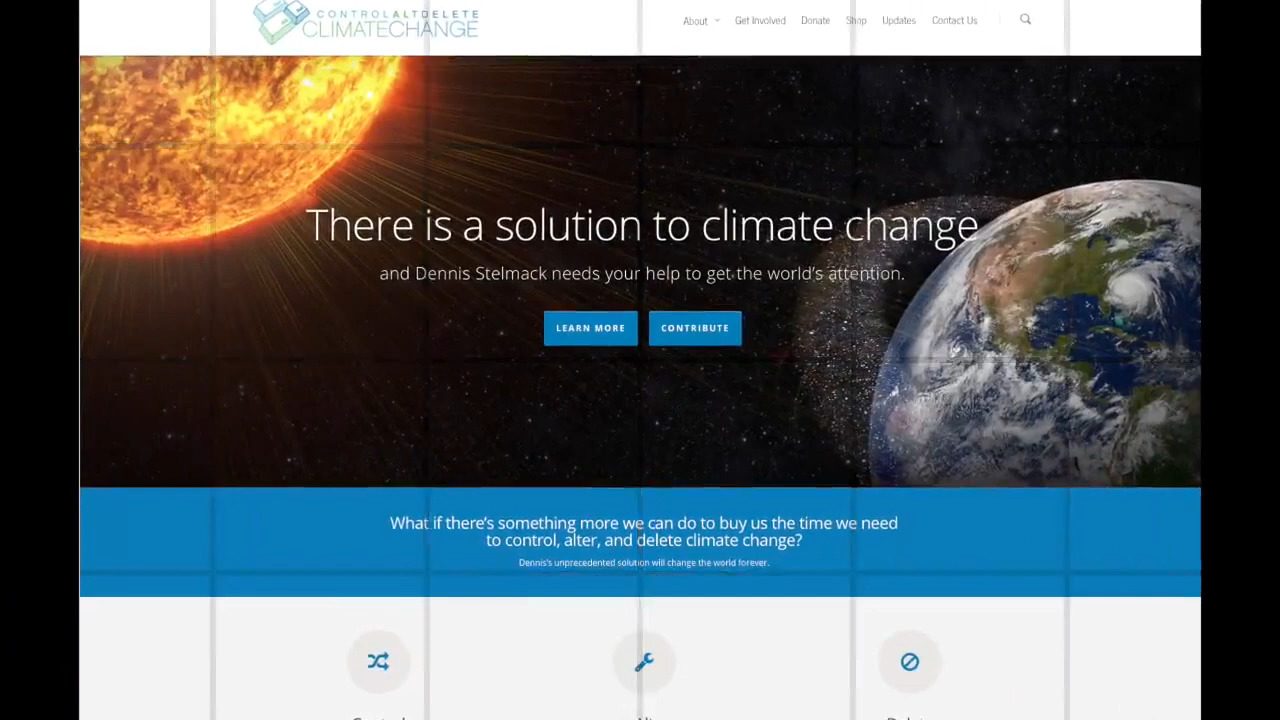 CONTROLALTDELETE
CLIMATECHANGE
About Get Involved Donate Shop Updates Contact Us
There is a solution to climate change
and Dennis Stelmack needs your help to get the world's attention.
LEARN MORE CONTRIBUTE
What if there's something more we can do to buy us the time we need
to control, alter, and delete climate change?
Dennis's unprecedented solution will change the world forever.